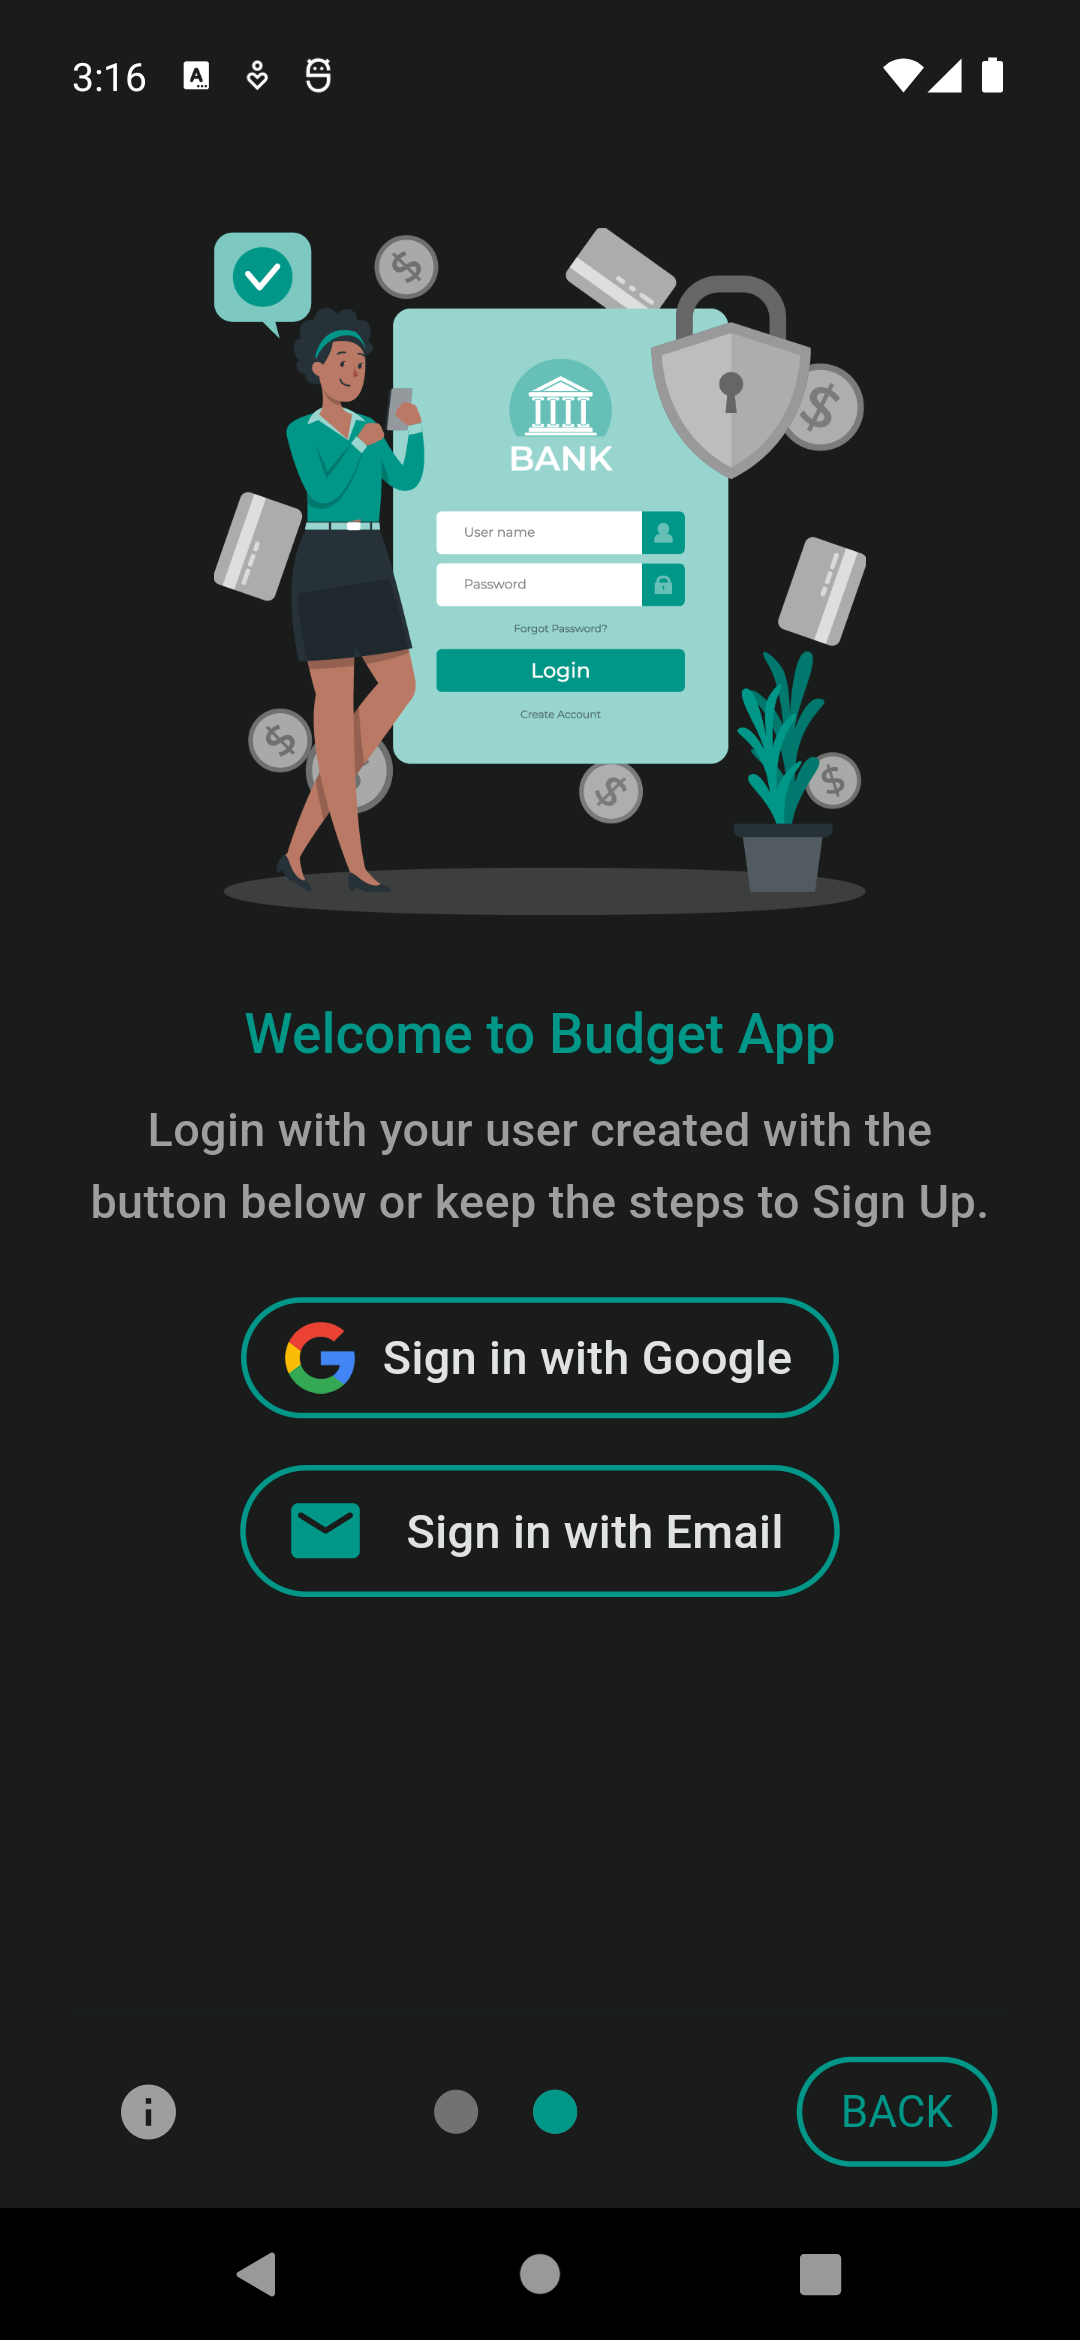 3:16
BANK
User name
Password
Forgot Password?
Login
Create Account
Welcome to Budget App
Login with your user created with the
button below or keep the steps to Sign Up.
Sign in with Google
Sign in with Email
BACK